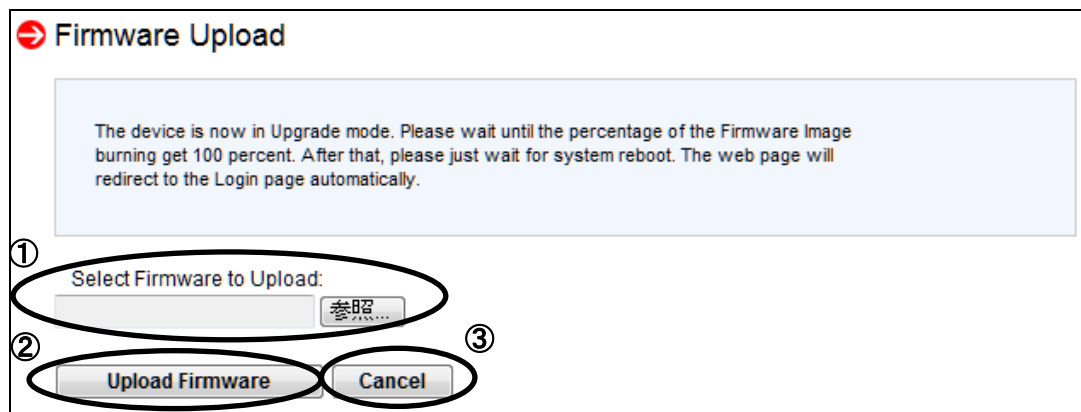 Firmware Upload
The device is now in Upgrade mode. Please wait until the percentage of the Firmware Image
burning get 100 percent. After that, please just wait for system reboot. The web page will
redirect to the Login page automatically.
①
Select Firmware to Upload:
参照...
② ③
Upload Firmware Cancel